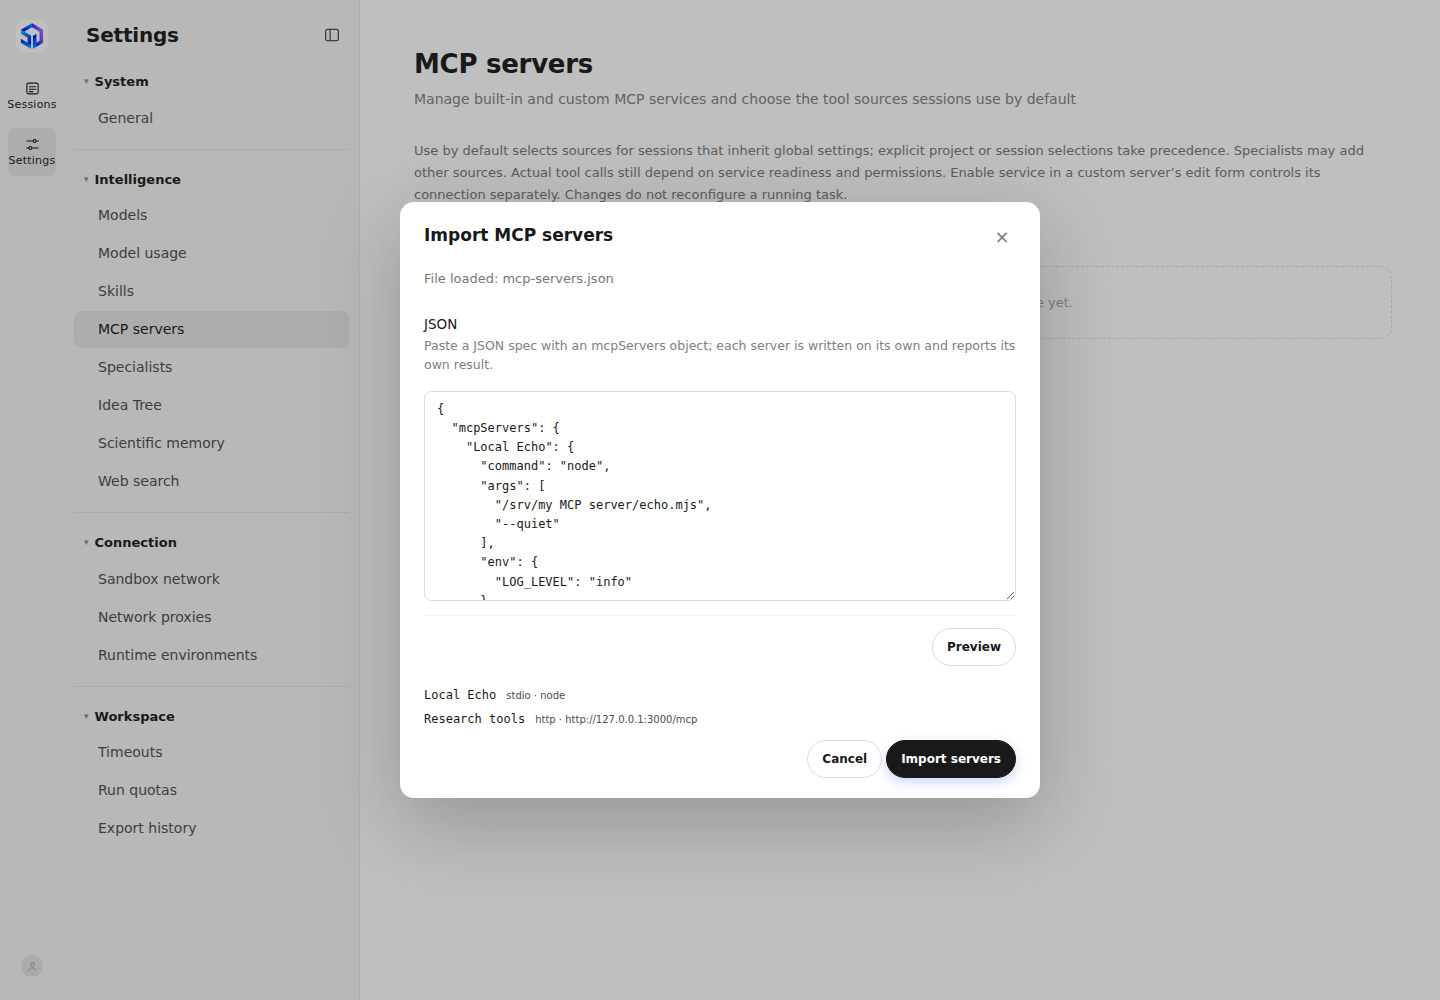 Settings
Sessions
Settings
System
General
Intelligence
Models
Model usage
Skills
MCP servers
Specialists
Idea Tree
Scientific memory
Web search
Connection
Sandbox network
Network proxies
Runtime environments
Workspace
Timeouts
Run quotas
Export history
MCP servers
Manage built-in and custom MCP services and choose the tool sources sessions use by default
Use by default selects sources for sessions that inherit global settings; explicit project or session selections take precedence. Specialists may add
other sources. Actual tool calls still depend on service readiness and permissions. Enable service in a custom server’s edit form controls its
connection separately. Changes do not reconfigure a running task.
yet.
Import MCP servers
×
File loaded: mcp-servers.json
JSON
Paste a JSON spec with an mcpServers object; each server is written on its own and reports its
own result.
{
"mcpServers": {
"Local Echo": {
"command": "node",
"args": [
"/srv/my MCP server/echo.mjs",
"--quiet"
],
"env": {
"LOG_LEVEL": "info"
}
Preview
Local Echo stdio · node
Research tools http · http://127.0.0.1:3000/mcp
Cancel
Import servers